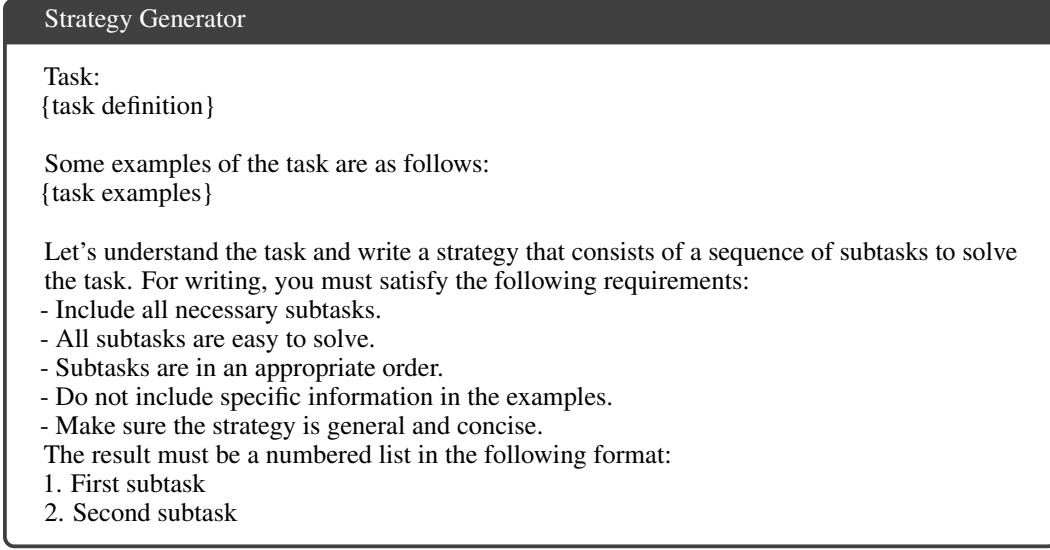 Strategy Generator
Task:
{task definition}
Some examples of the task are as follows:
{task examples}
Let's understand the task and write a strategy that consists of a sequence of subtasks to solve
the task. For writing, you must satisfy the following requirements:
- Include all necessary subtasks.
- All subtasks are easy to solve.
- Subtasks are in an appropriate order.
- Do not include specific information in the examples.
- Make sure the strategy is general and concise.
The result must be a numbered list in the following format:
1. First subtask
2. Second subtask